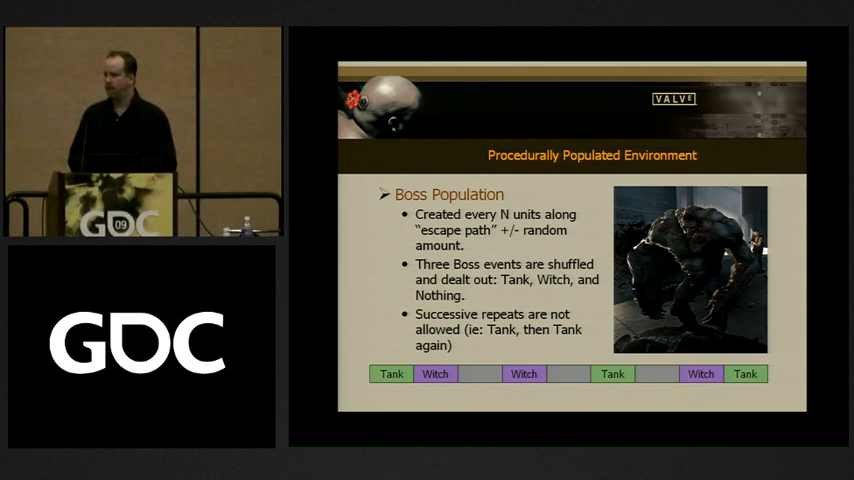 GDC
09
GDC
VALVE
Procedurally Populated Environment
Boss Population
Created every N units along
"escape path" +/- random
amount.
Three Boss events are shuffled
and dealt out: Tank, Witch, and
Nothing.
Successive repeats are not
allowed (ie: Tank, then Tank
again)
Tank Witch Witch Tank Witch Tank